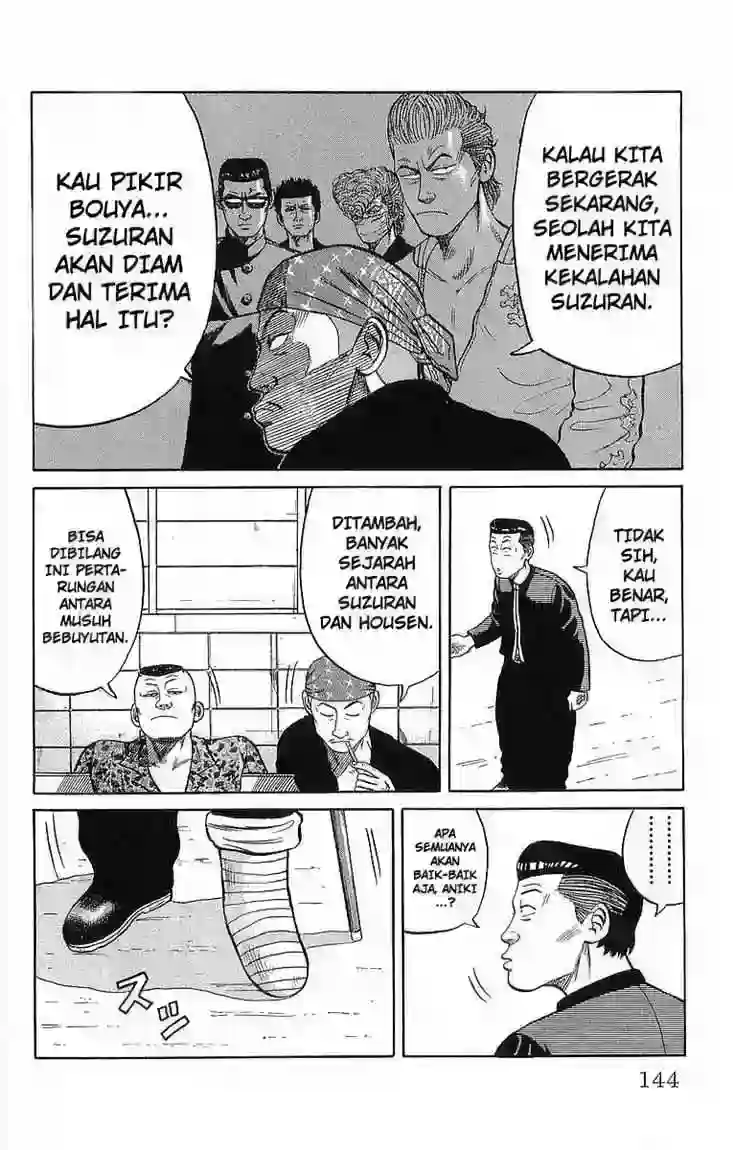 KALAU KITA
BERGERAK
SEKARANG,
SEOLAH KITA
MENERIMA
KEKALAHAN
SUZURAN.
KAU PIKIR
BOUYA...
SUZURAN
AKAN DIAM
DAN TERIMA
HAL ITU?
TIDAK
SIH,
KAU
BENAR,
TAPI...
DITAMBAH,
BANYAK
SEJARAH
ANTARA
SUZURAN
DAN HOUSEN.
BISA
DIBILANG
INI PERTA-
RUNGAN
ANTARA
MUSUH
BEBUYUTAN.
............
APA
SEMUANYA
AKAN
BAIK-BAIK
AJA, ANIKI
...?
ズッ
144